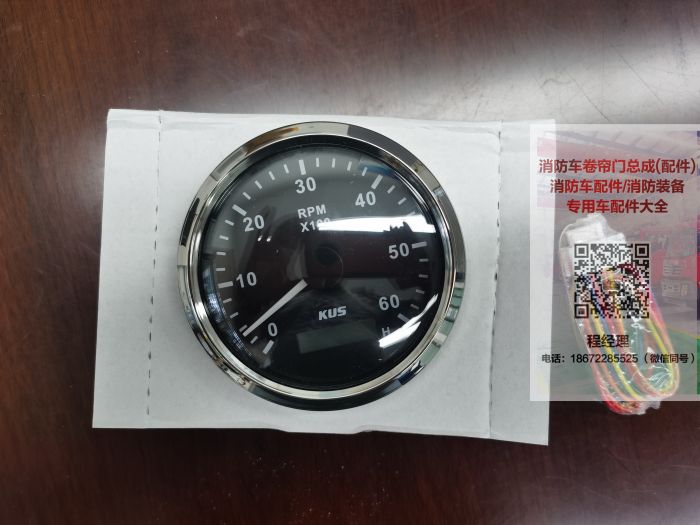 30
20
40
RPM
X100
50
10
60
KUS
0
H
消防车卷帘门总成(配件)
消防车配件/消防装备
专用车配件大全
程经理
电话：18672285525（微信同号）